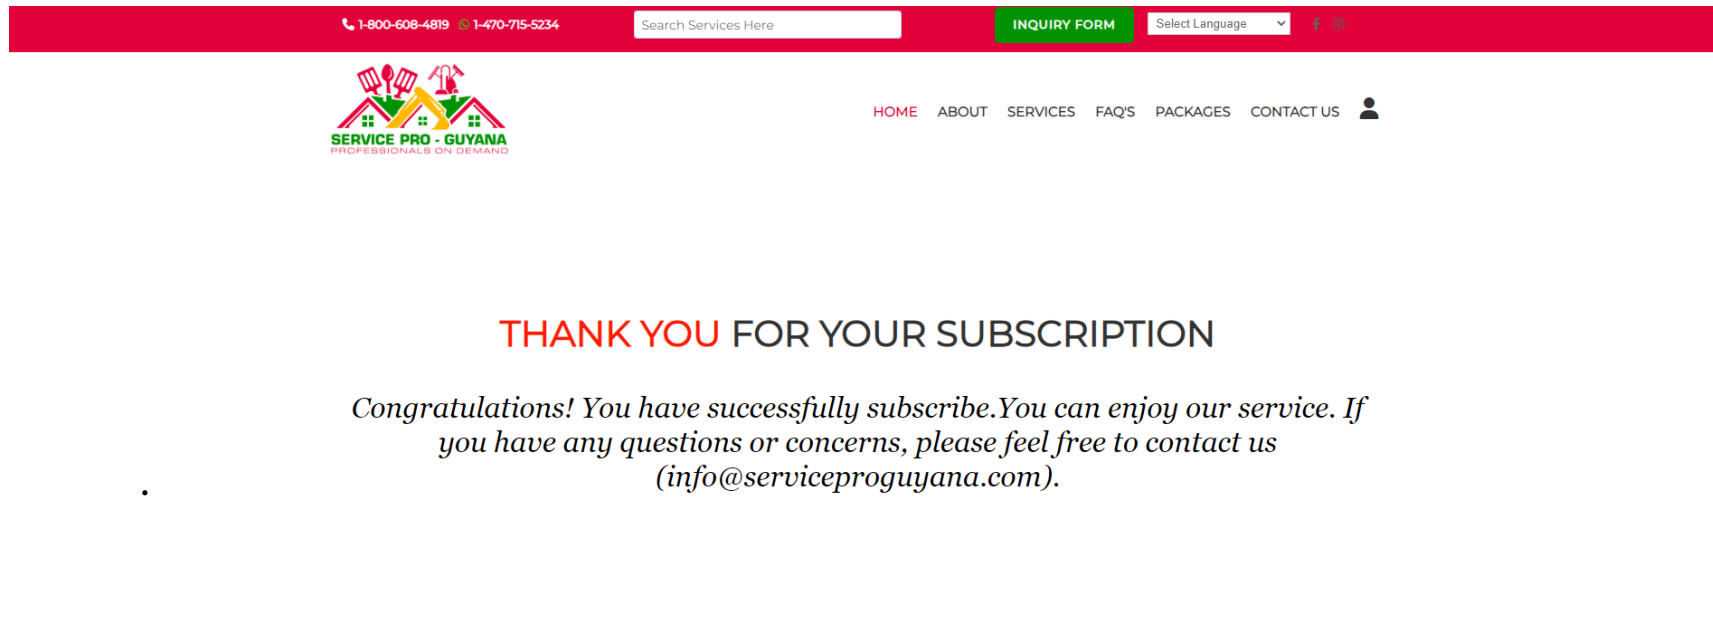 1-800-608-4819 1-470-715-5234
Search Services Here
INQUIRY FORM
Select Language
SERVICE PRO - GUYANA
PROFESSIONALS ON DEMAND
HOME ABOUT SERVICES FAQ'S PACKAGES CONTACT US
THANK YOU FOR YOUR SUBSCRIPTION
Congratulations! You have successfully subscribe.You can enjoy our service. If
you have any questions or concerns, please feel free to contact us
(info@serviceproguyana.com).